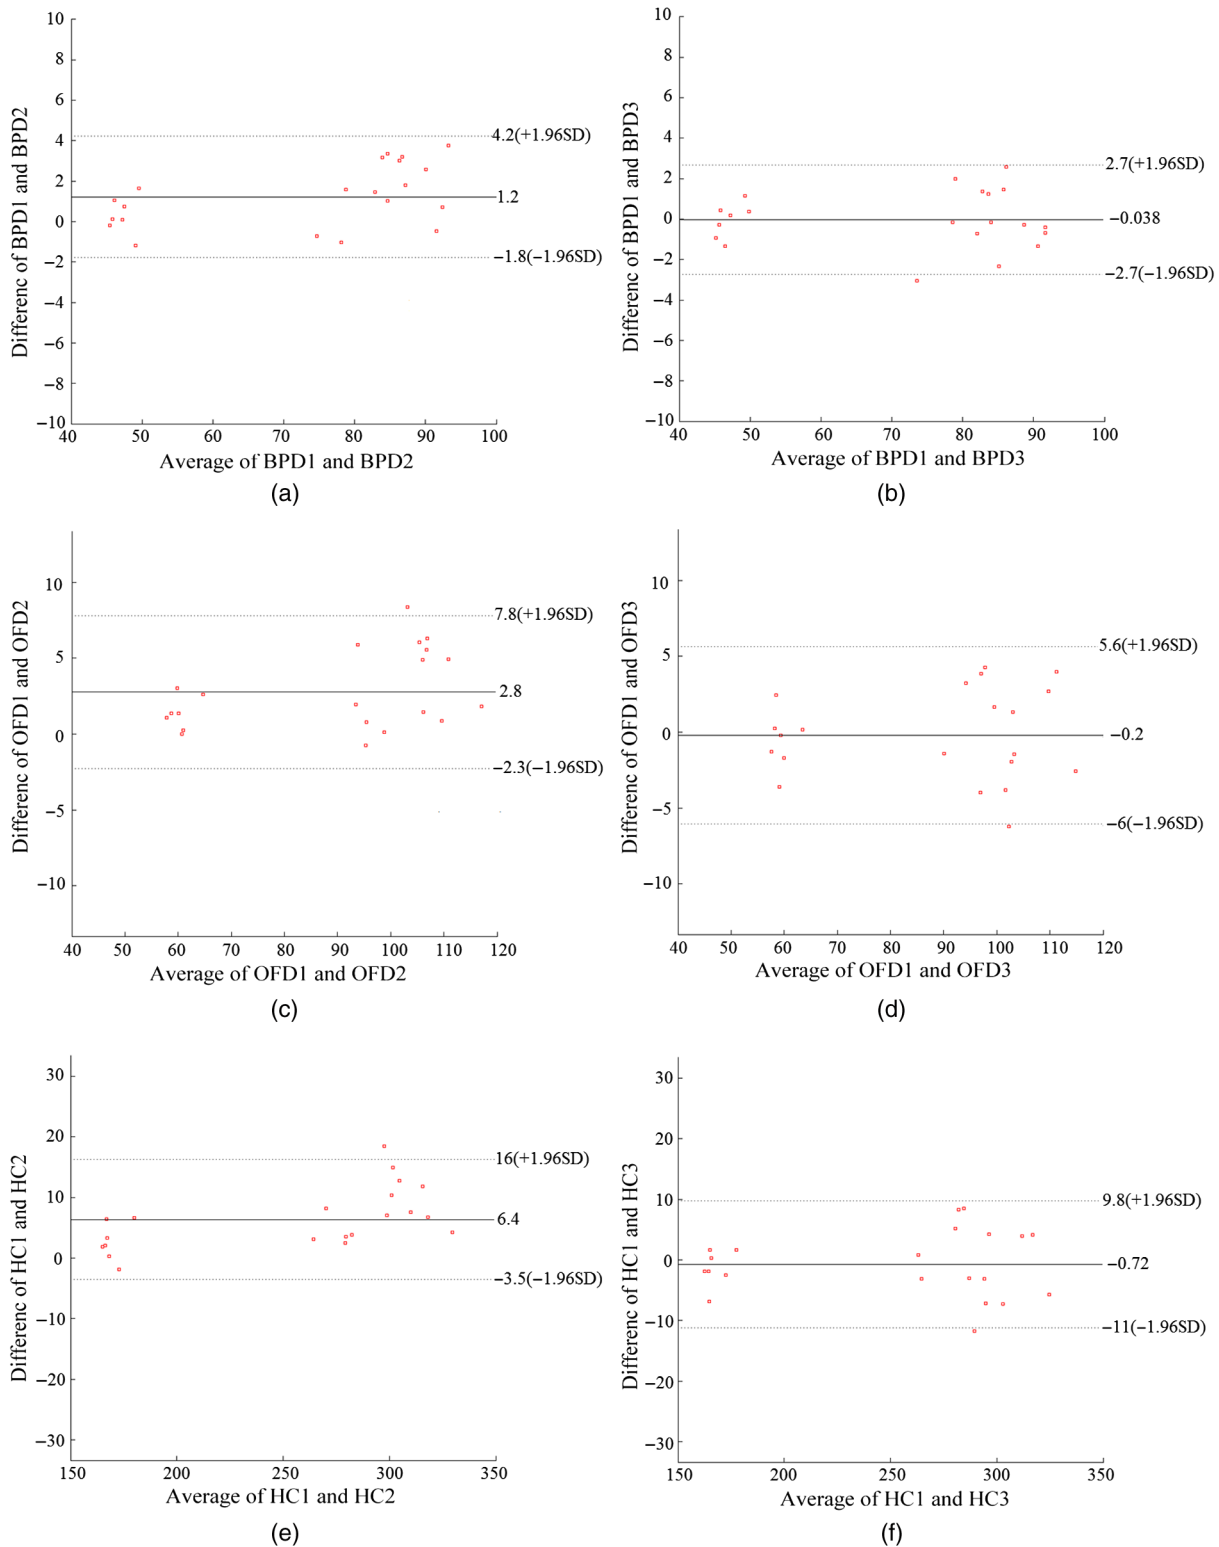 10
8
6
4
2
0
−2
−4
−6
−8
−10
40 50 60 70 80 90 100
4.2(+1.96SD)
1.2
−1.8(−1.96SD)
Differenc of BPD1 and BPD2
Average of BPD1 and BPD2
(a)
10
8
6
4
2
0
−2
−4
−6
−8
−10
40 50 60 70 80 90 100
2.7(+1.96SD)
−0.038
−2.7(−1.96SD)
Differenc of BPD1 and BPD3
Average of BPD1 and BPD3
(b)
10
5
0
−5
−10
40 50 60 70 80 90 100 110 120
7.8(+1.96SD)
2.8
−2.3(−1.96SD)
Differenc of OFD1 and OFD2
Average of OFD1 and OFD2
(c)
10
5
0
−5
−10
40 50 60 70 80 90 100 110 120
5.6(+1.96SD)
−0.2
−6(−1.96SD)
Differenc of OFD1 and OFD3
Average of OFD1 and OFD3
(d)
30
20
10
0
−10
−20
−30
150 200 250 300 350
16(+1.96SD)
6.4
−3.5(−1.96SD)
Differenc of HC1 and HC2
Average of HC1 and HC2
(e)
30
20
10
0
−10
−20
−30
150 200 250 300 350
9.8(+1.96SD)
−0.72
−11(−1.96SD)
Differenc of HC1 and HC3
Average of HC1 and HC3
(f)